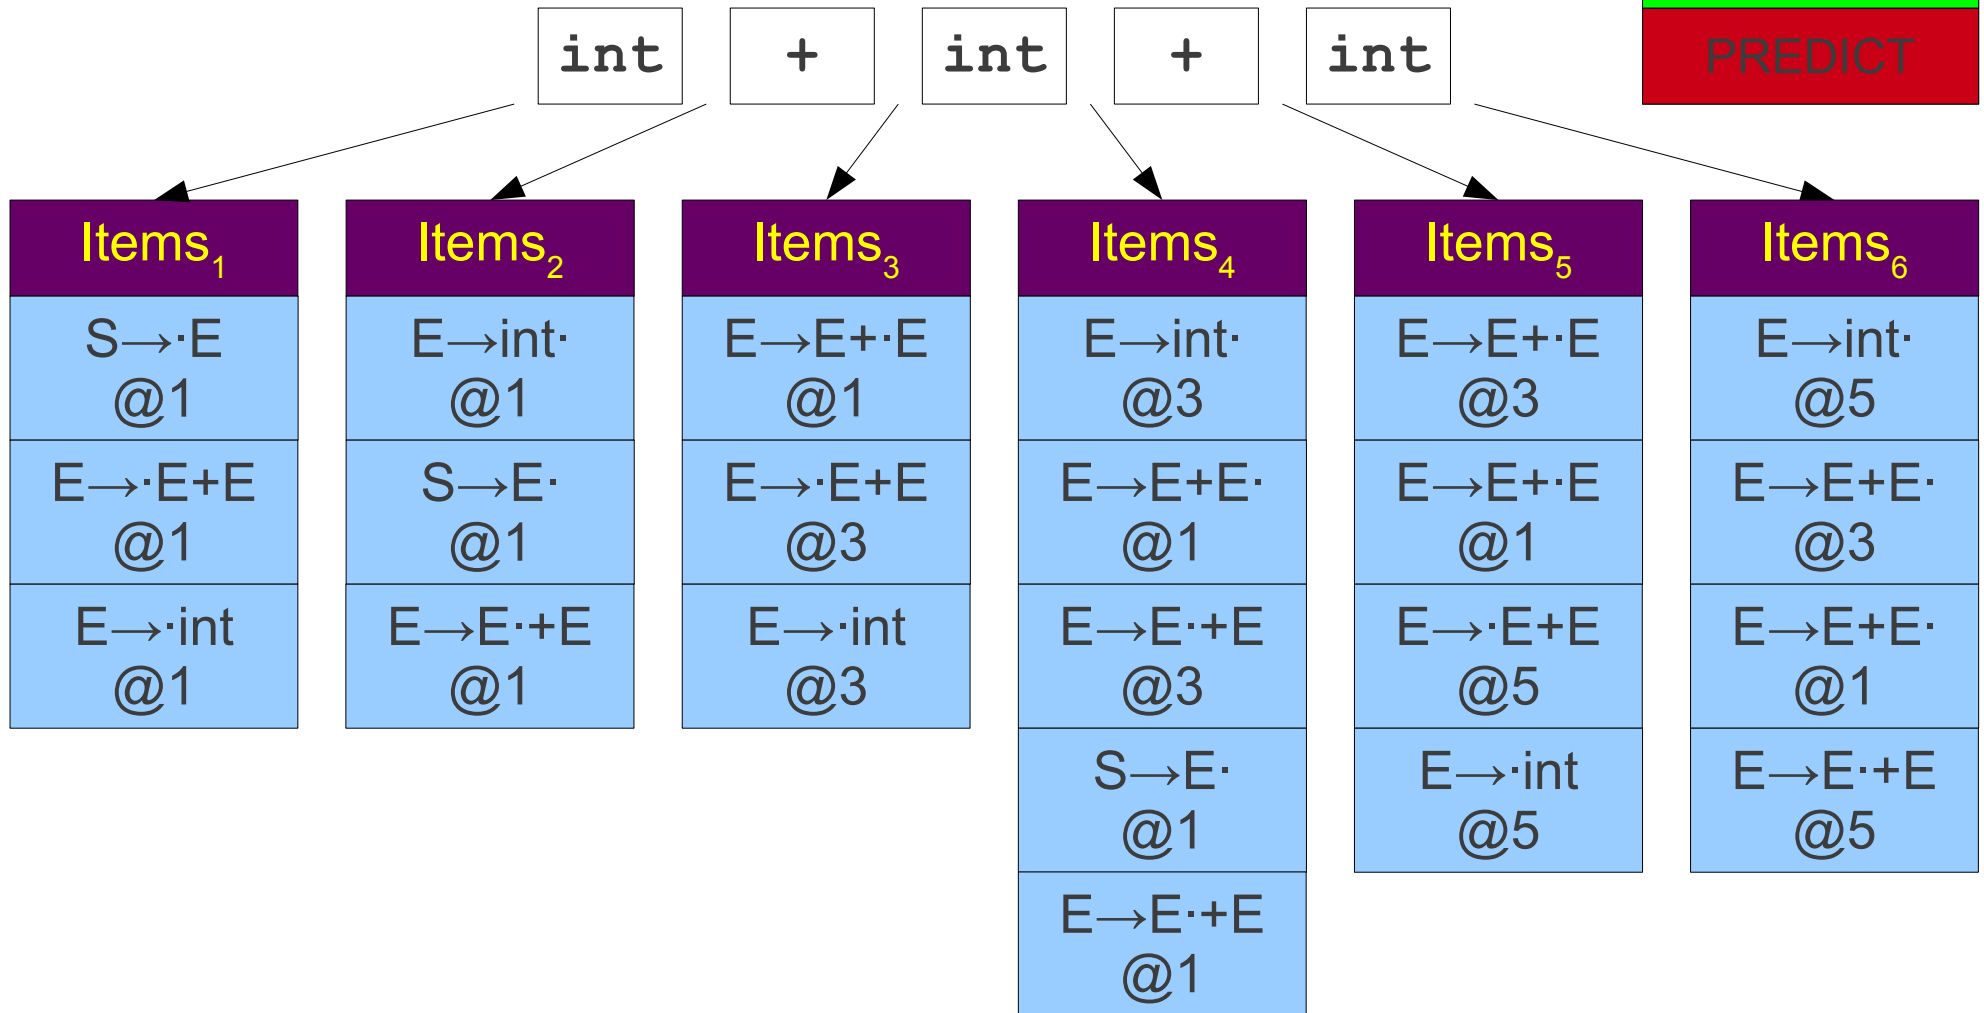 int + int + int PREDICT
Items₁ Items₂ Items₃ Items₄ Items₅ Items₆
S→·E E→int· E→E+·E E→int· E→E+·E E→int·
@1 @1 @1 @3 @3 @5
E→·E+E S→E· E→·E+E E→E+E· E→E+·E E→E+E·
@1 @1 @3 @1 @1 @3
E→·int E→E·+E E→·int E→E·+E E→·E+E E→E+E·
@1 @1 @3 @3 @5 @1
S→E· E→·int E→E·+E
@1 @5 @5
E→E·+E
@1